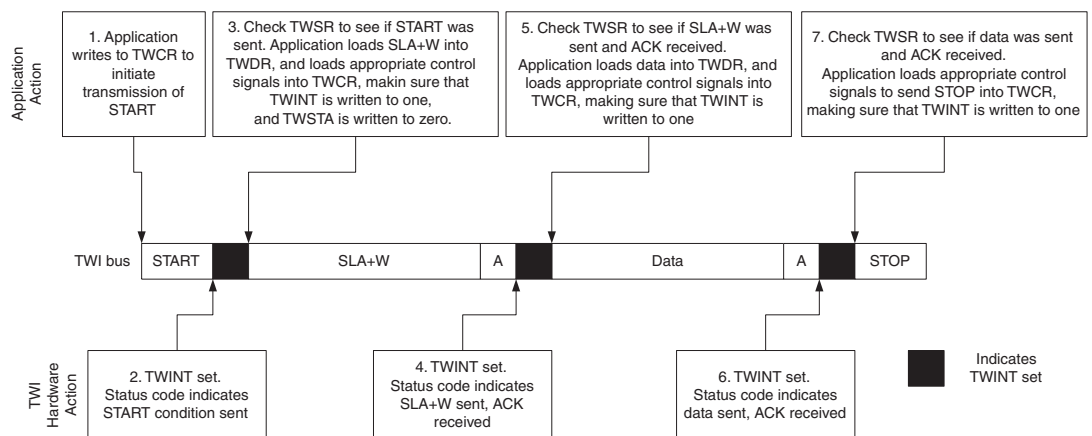 Application
Action
1. Application
writes to TWCR to
initiate
transmission of
START
3. Check TWSR to see if START was
sent. Application loads SLA+W into
TWDR, and loads appropriate control
signals into TWCR, makin sure that
TWINT is written to one,
and TWSTA is written to zero.
5. Check TWSR to see if SLA+W was
sent and ACK received.
Application loads data into TWDR, and
loads appropriate control signals into
TWCR, making sure that TWINT is
written to one
7. Check TWSR to see if data was sent
and ACK received.
Application loads appropriate control
signals to send STOP into TWCR,
making sure that TWINT is written to one
TWI bus
START
SLA+W
A
Data
A
STOP
TWI
Hardware
Action
2. TWINT set.
Status code indicates
START condition sent
4. TWINT set.
Status code indicates
SLA+W sent, ACK
received
6. TWINT set.
Status code indicates
data sent, ACK received
Indicates
TWINT set